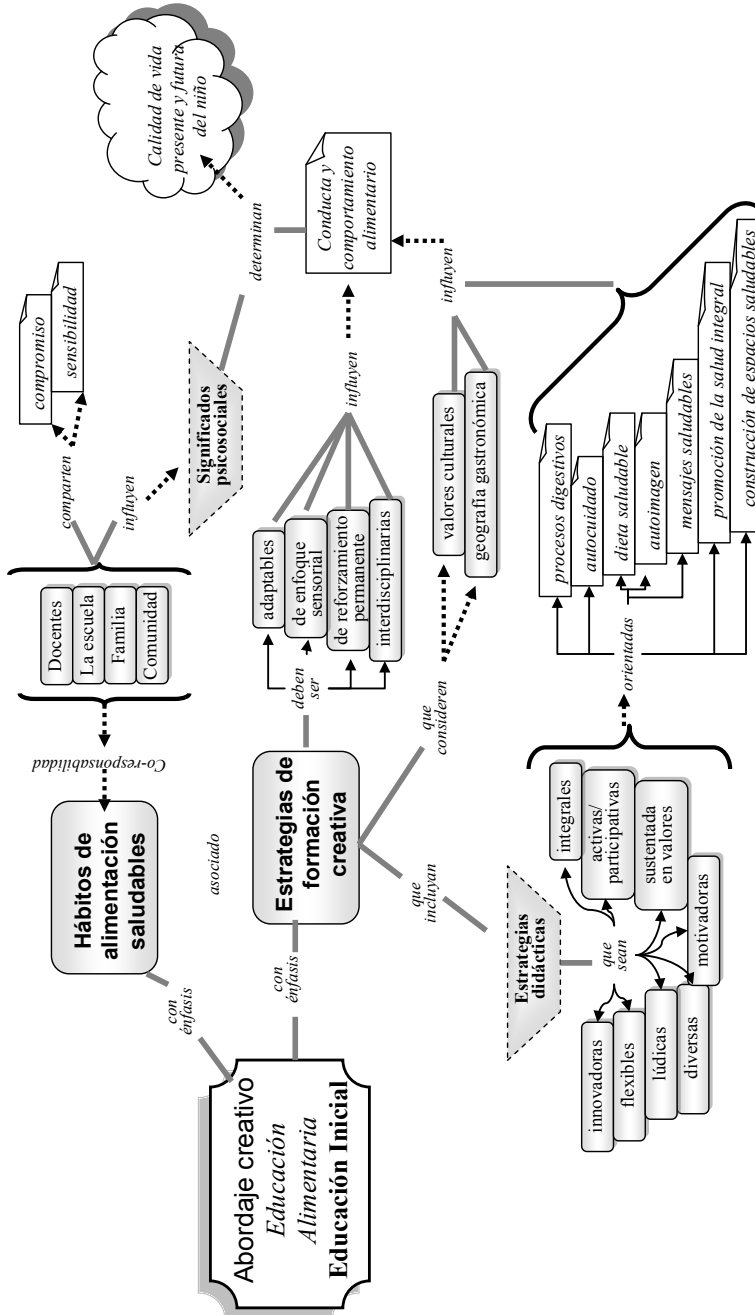 Abordaje creativo
Educación
Alimentaria
Educación Inicial
con
énfasis
Hábitos de
alimentación
saludables
Co-responsabilidad
Docentes
La escuela
Familia
Comunidad
comparten
compromiso
sensibilidad
influyen
Significados
psicosociales
determinan
Calidad de vida
presente y futura
del niño
asociado
con
énfasis
Estrategias de
formación
creativa
deben
ser
adaptables
de enfoque
sensorial
de reforzamiento
permanente
interdisciplinarias
influyen
Conducta y
comportamiento
alimentario
que
consideren
valores culturales
geografía gastronómica
influyen
que
incluyan
Estrategias
didácticas
que
sean
innovadoras
flexibles
lúdicas
diversas
integrales
activas/
participativas
sustentada
en valores
motivadoras
orientadas
procesos digestivos
autocuidado
dieta saludable
autoimagen
mensajes saludables
promoción de la salud integral
construcción de espacios saludables